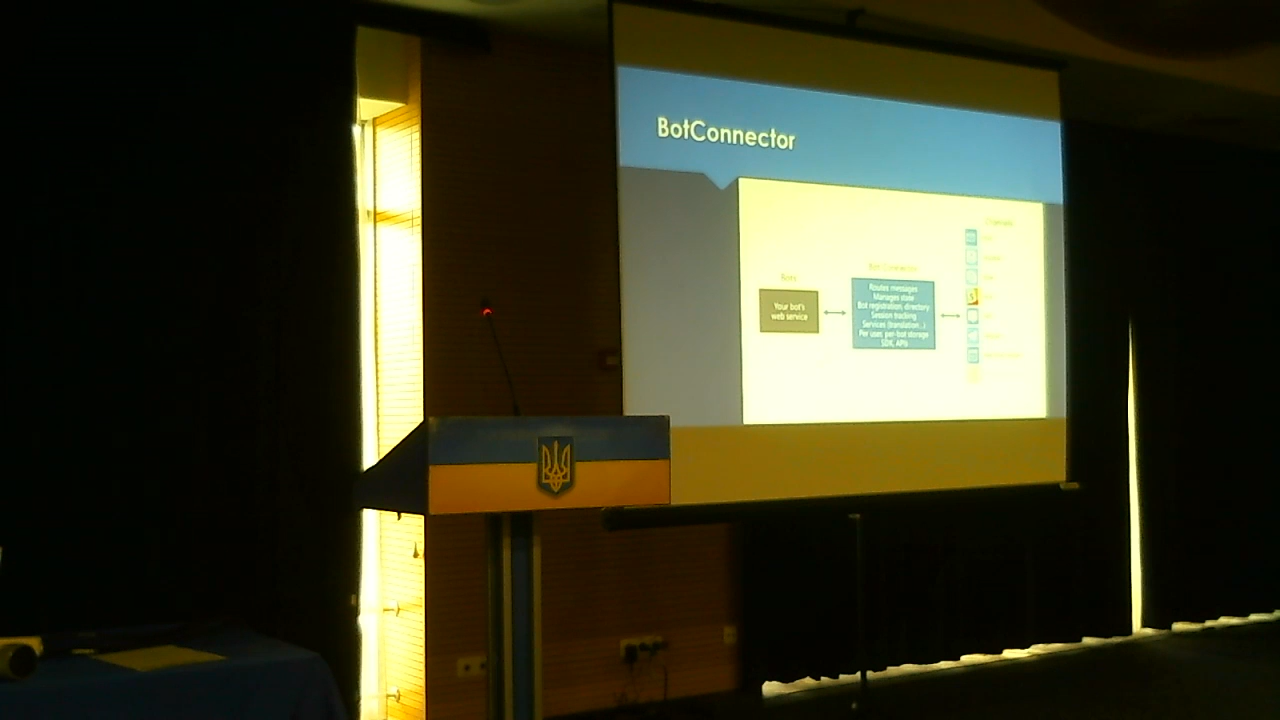 BotConnector
Bots
Your bot's
web service
Bot Connector
Routes messages
Manages state
Bot registration, directory
Session tracking
Services (translation...)
Per user, per-bot storage
SDK, APIs